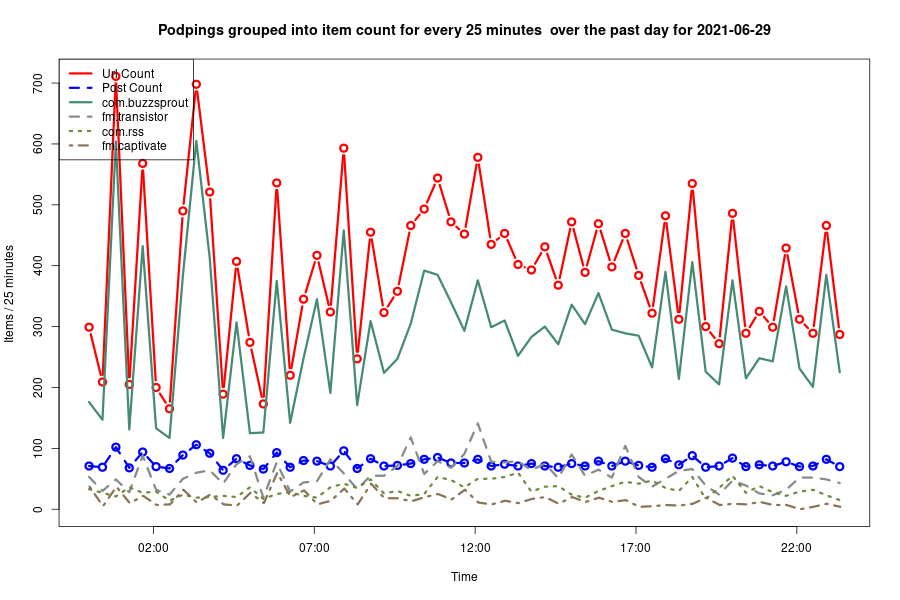 Podpings grouped into item count for every 25 minutes  over the past day for 2021-06-29
Url Count
Post Count
com.buzzsprout
fm.transistor
com.rss
fm.captivate
700
600
500
400
300
200
100
0
Items / 25 minutes
02:00
07:00
12:00
17:00
22:00
Time